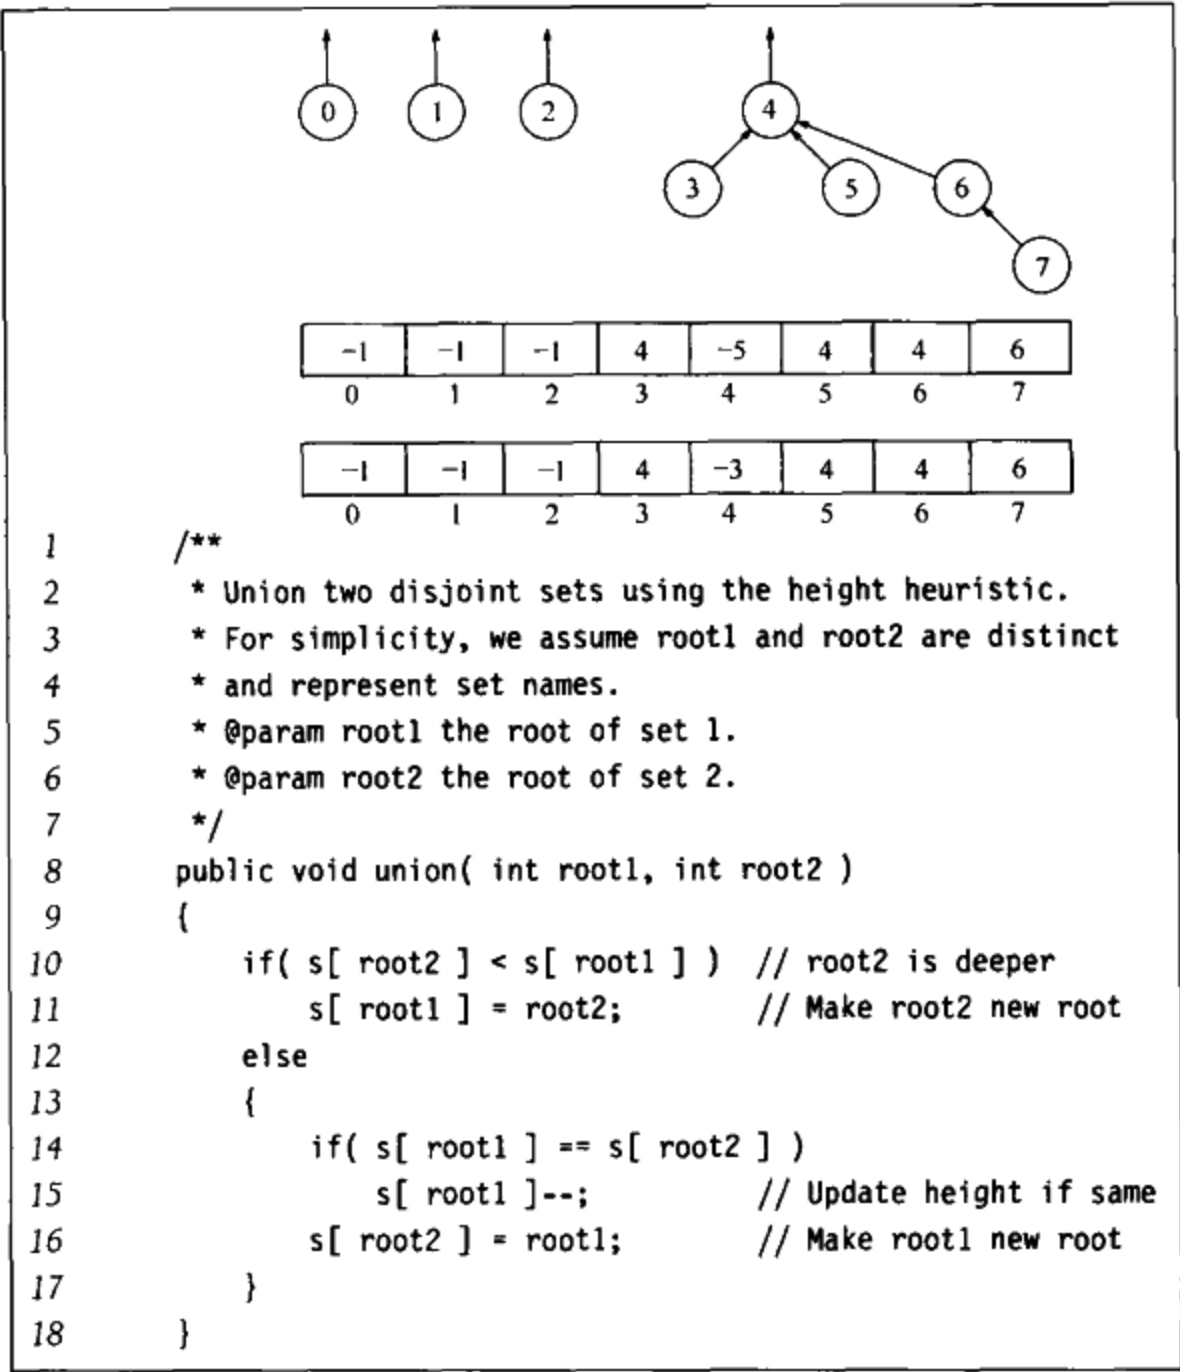 0 1 2 4
3 5 6
7
-1 -1 -1 4 -5 4 4 6
0 1 2 3 4 5 6 7
-1 -1 -1 4 -3 4 4 6
0 1 2 3 4 5 6 7
1 /**
2 * Union two disjoint sets using the height heuristic.
3 * For simplicity, we assume root1 and root2 are distinct
4 * and represent set names.
5 * @param root1 the root of set 1.
6 * @param root2 the root of set 2.
7 */
8 public void union( int root1, int root2 )
9 {
10 if( s[ root2 ] < s[ root1 ] ) // root2 is deeper
11 s[ root1 ] = root2; // Make root2 new root
12 else
13 {
14 if( s[ root1 ] == s[ root2 ] )
15 s[ root1 ]--; // Update height if same
16 s[ root2 ] = root1; // Make root1 new root
17 }
18 }